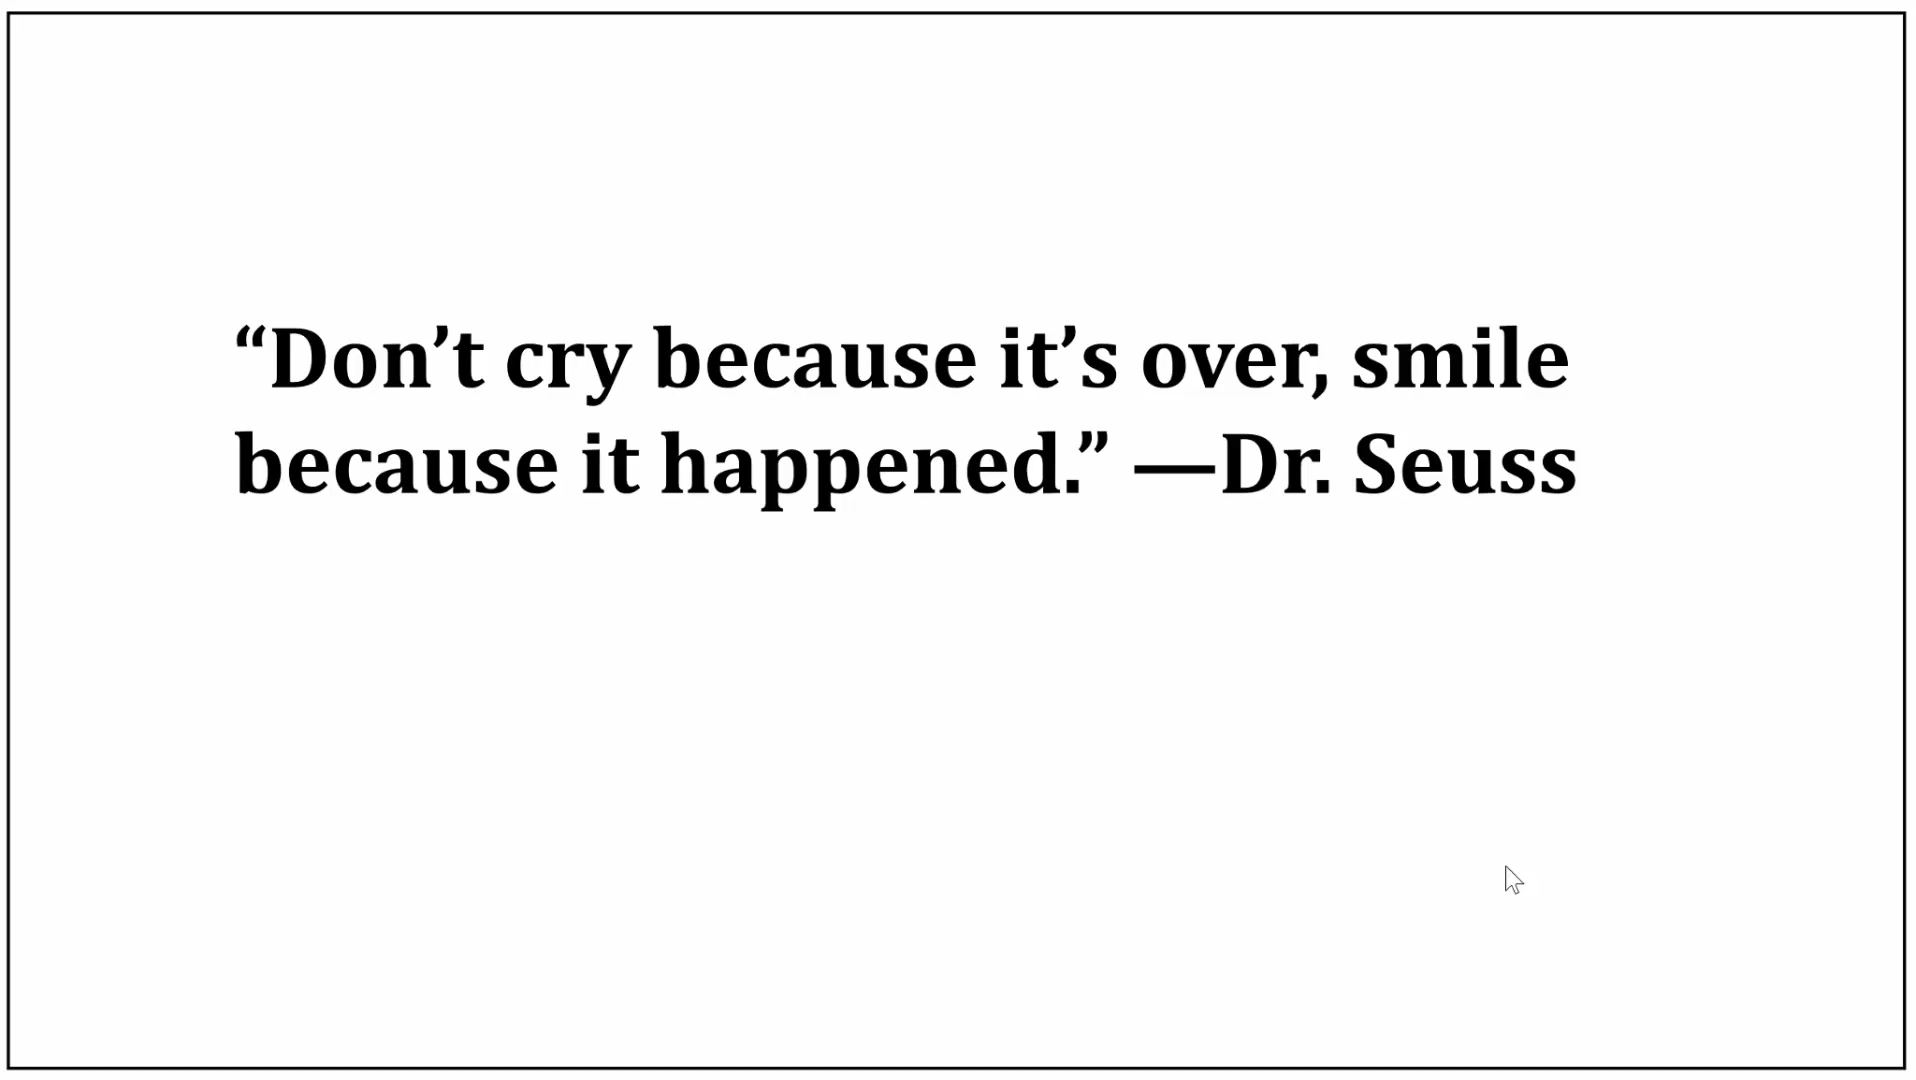 “Don’t cry because it’s over, smile
because it happened.” —Dr. Seuss